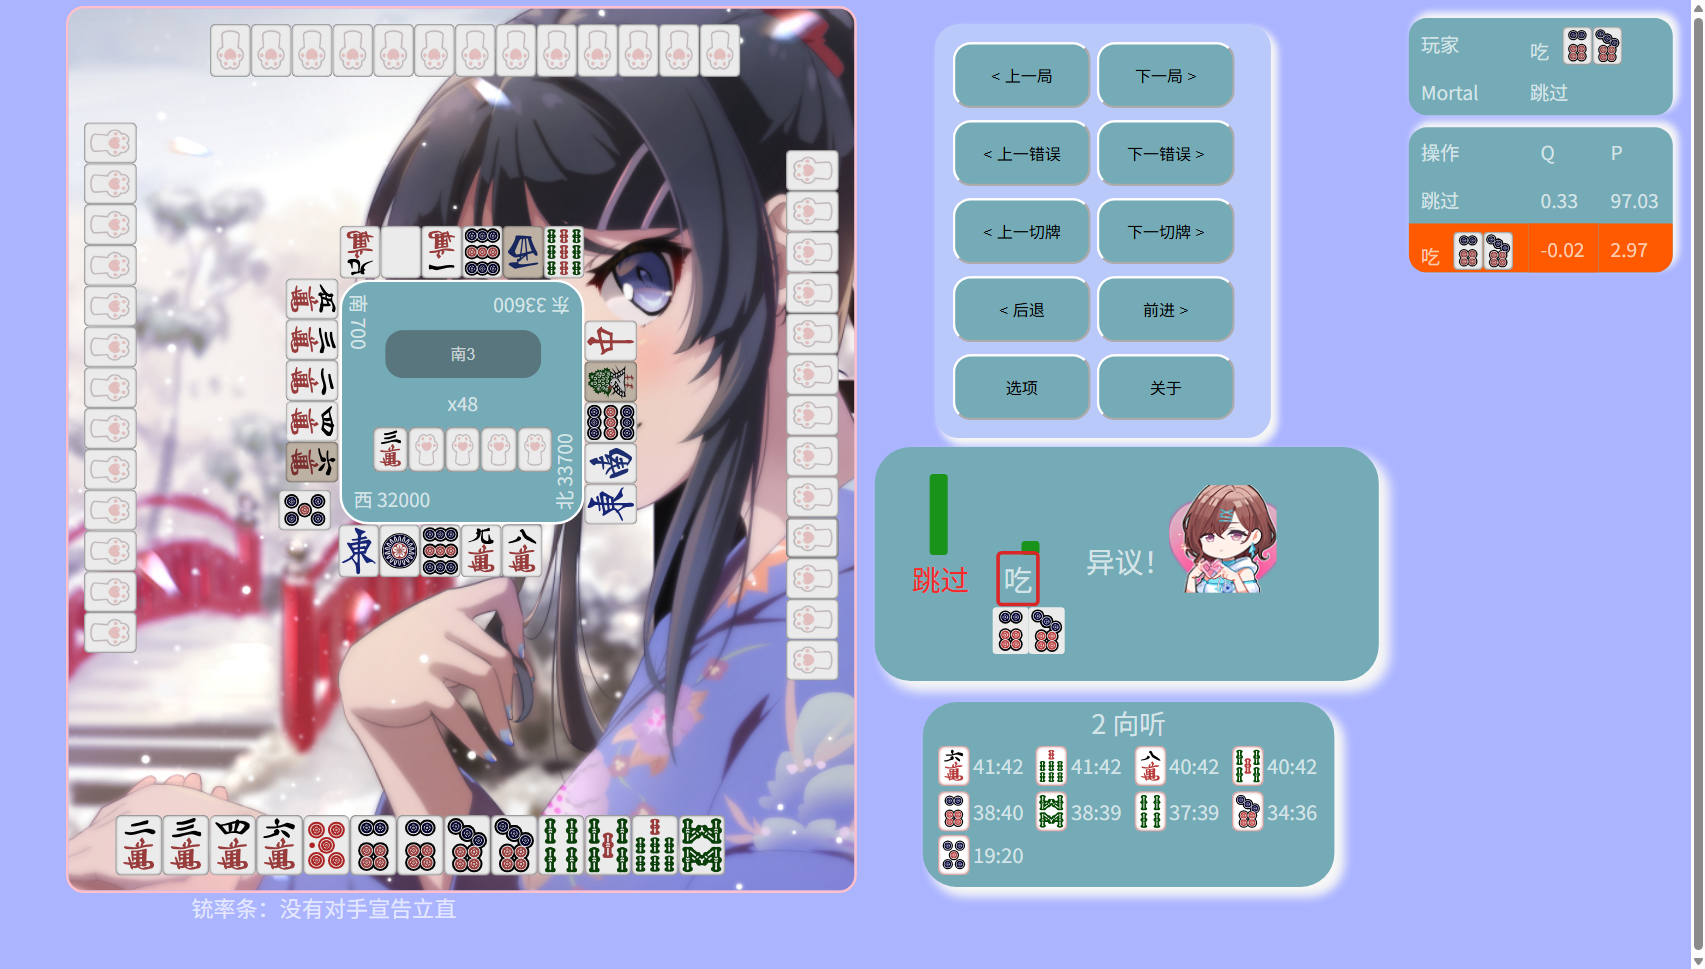 东 33600
南 700
南3
x48
北 33700
西 32000
铳率条：没有对手宣告立直
< 上一局
下一局 >
< 上一错误
下一错误 >
< 上一切牌
下一切牌 >
< 后退
前进 >
选项
关于
跳过
吃
异议！
2 向听
41:42 41:42 40:42 40:42
38:40 38:39 37:39 34:36
19:20
玩家 吃
Mortal 跳过
操作 Q P
跳过 0.33 97.03
吃 -0.02 2.97